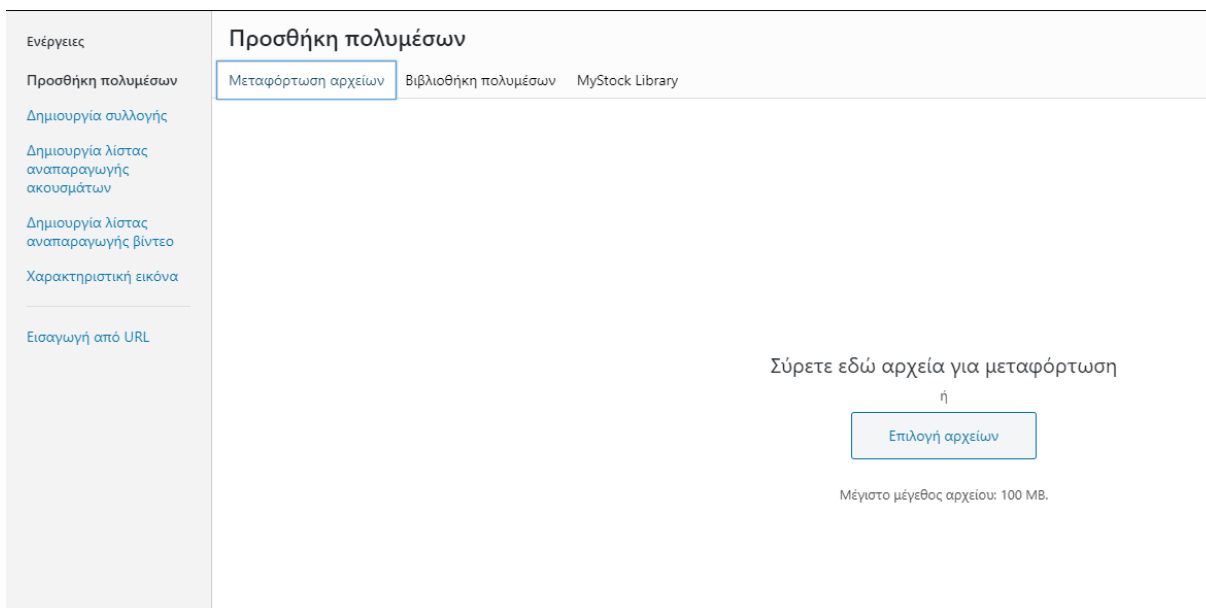 Ενέργειες
Προσθήκη πολυμέσων
Δημιουργία συλλογής
Δημιουργία λίστας
αναπαραγωγής
ακουσμάτων
Δημιουργία λίστας
αναπαραγωγής βίντεο
Χαρακτηριστική εικόνα
Εισαγωγή από URL
Προσθήκη πολυμέσων
Μεταφόρτωση αρχείων Βιβλιοθήκη πολυμέσων MyStock Library
Σύρετε εδώ αρχεία για μεταφόρτωση
ή
Επιλογή αρχείων
Μέγιστο μέγεθος αρχείου: 100 MB.